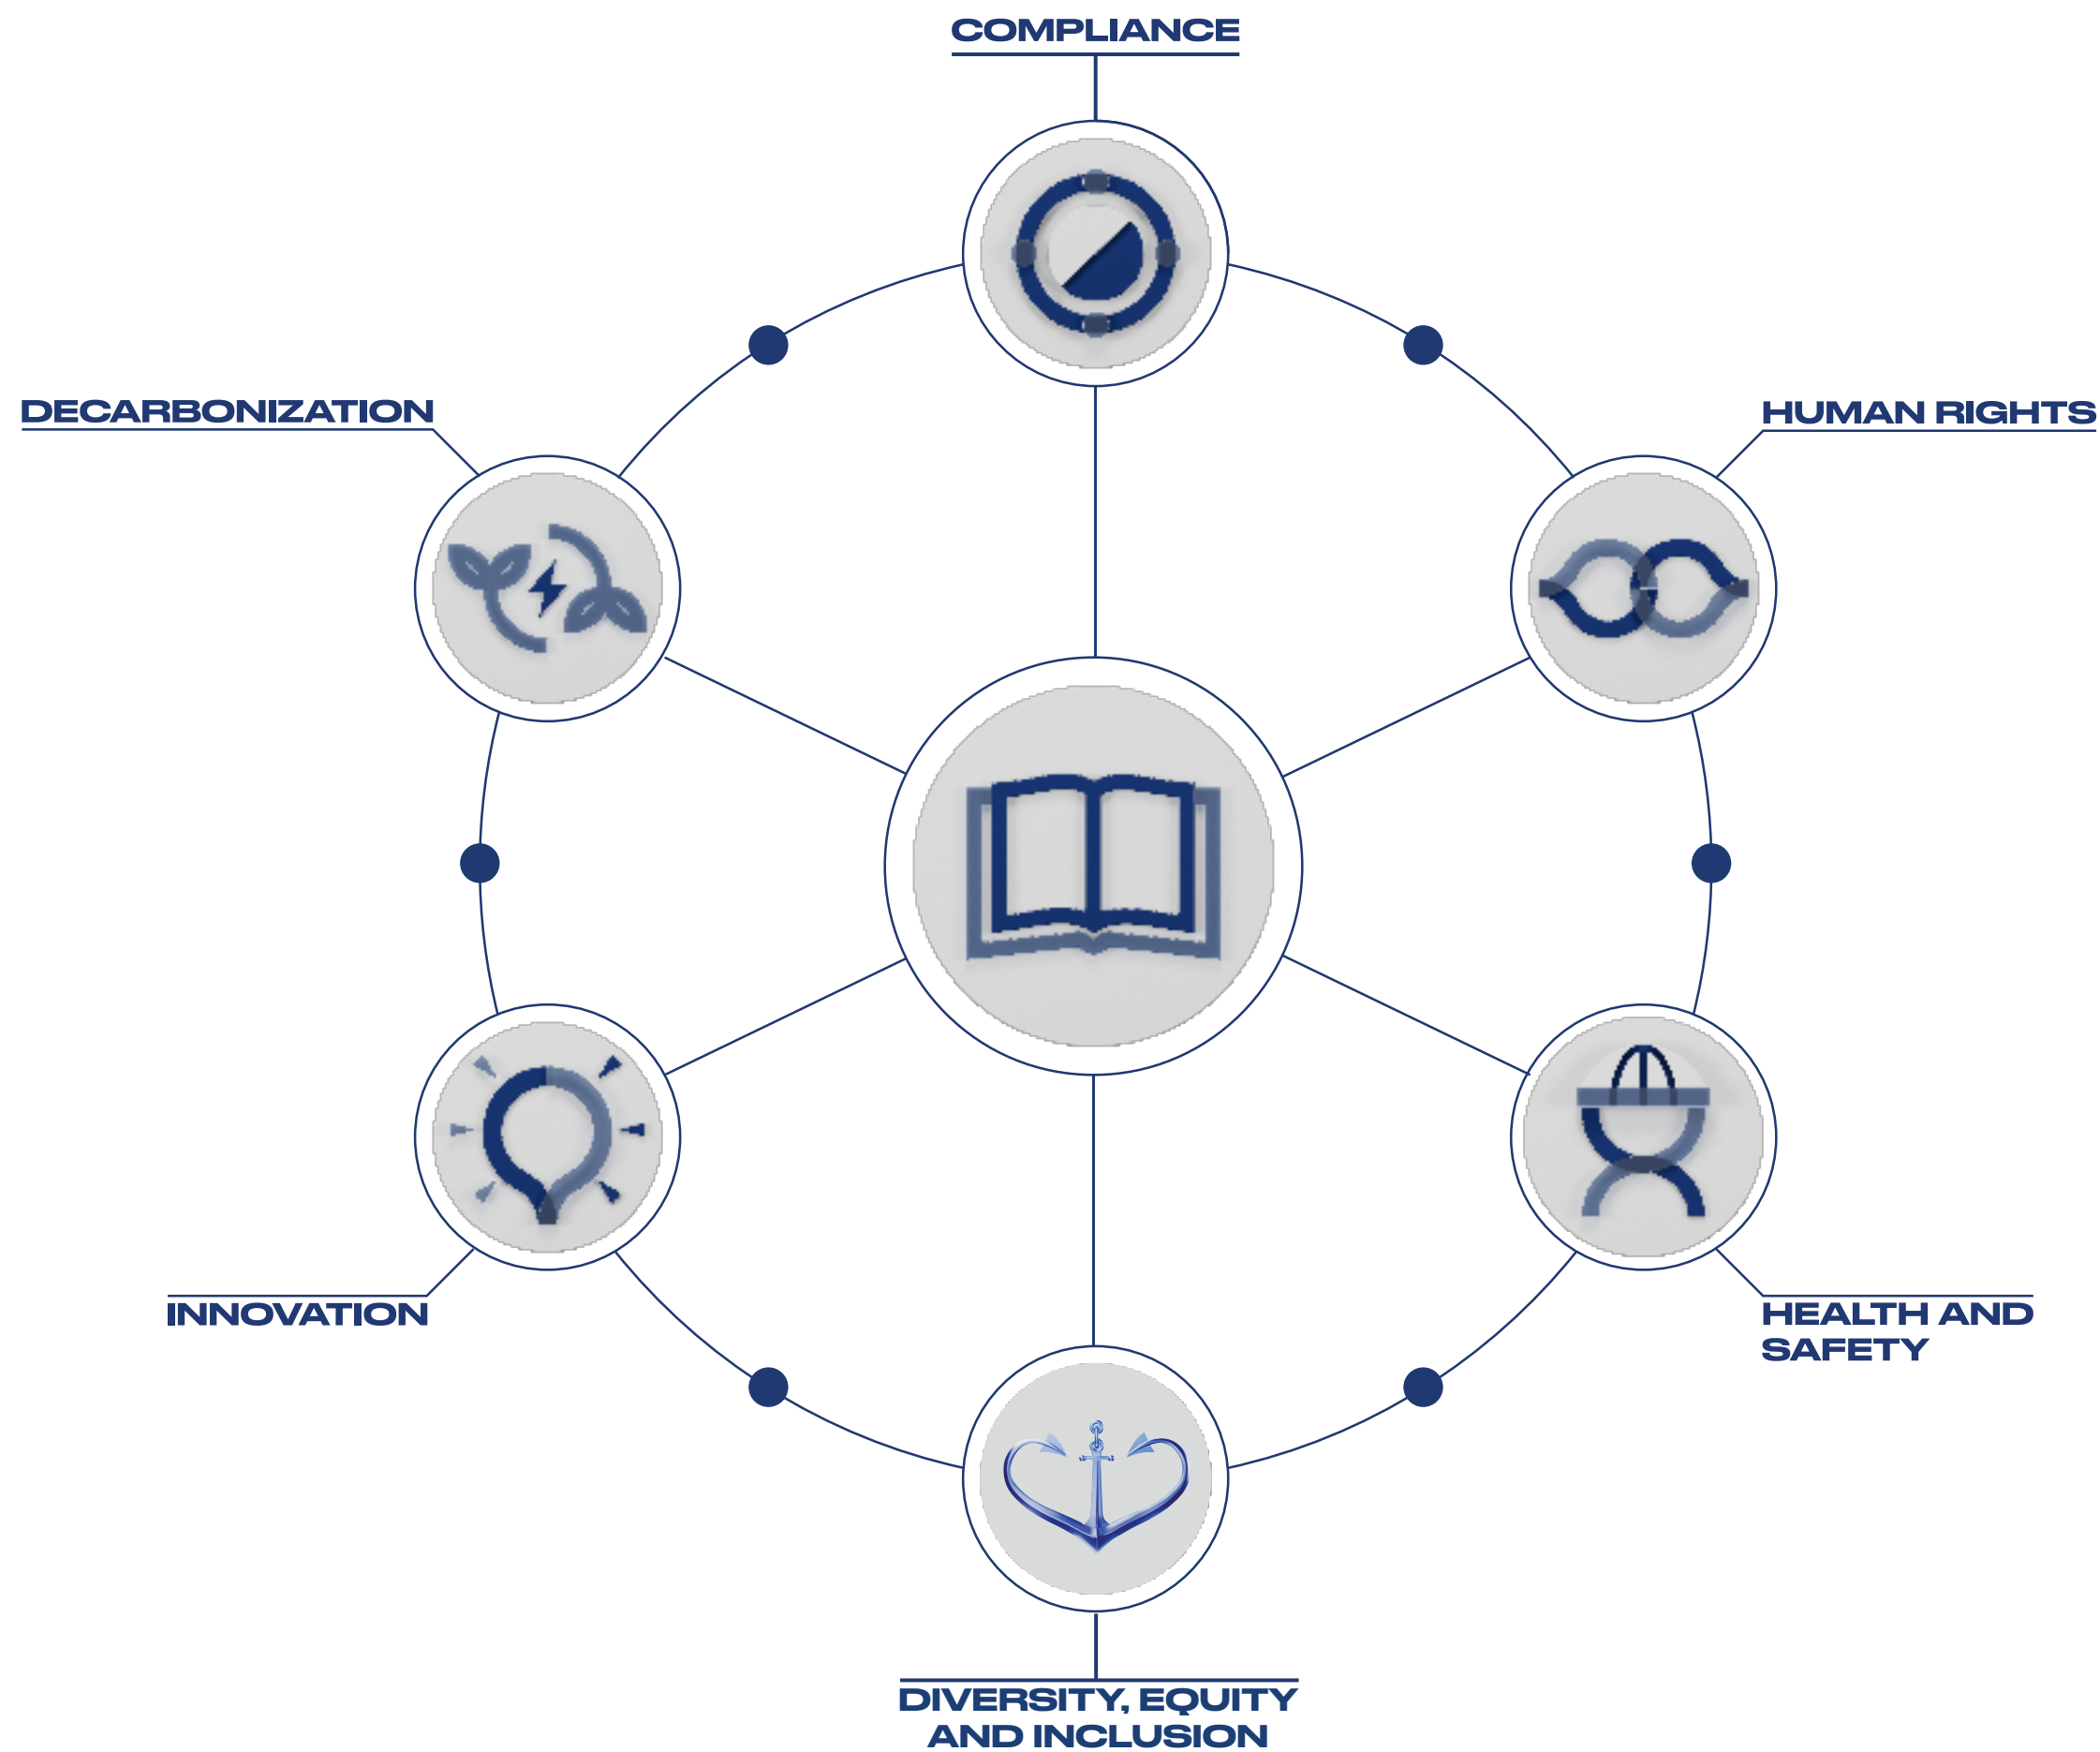 COMPLIANCE
DECARBONIZATION
HUMAN RIGHTS
INNOVATION
HEALTH AND
SAFETY
DIVERSITY, EQUITY
AND INCLUSION